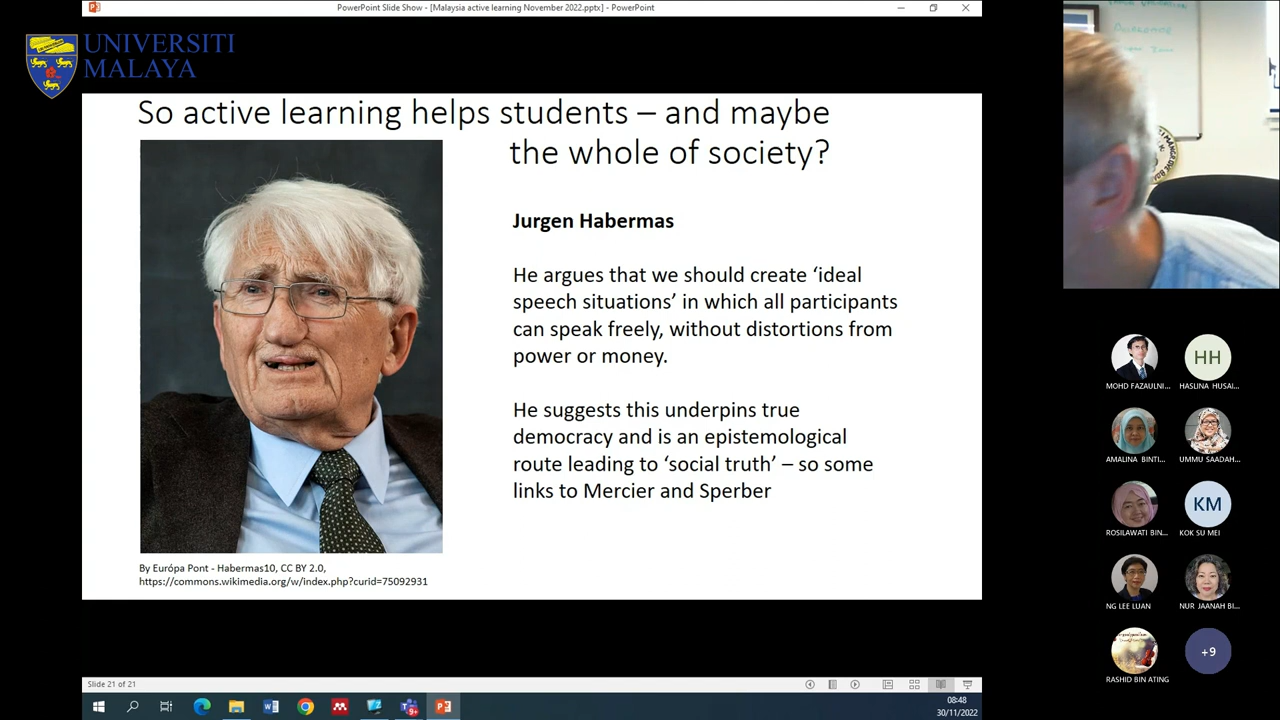 PowerPoint Slide Show - [Malaysia active learning November 2022.pptx] - PowerPoint
UNIVERSITI
MALAYA
So active learning helps students – and maybe
the whole of society?
Jurgen Habermas
He argues that we should create ‘ideal
speech situations’ in which all participants
can speak freely, without distortions from
power or money.
He suggests this underpins true
democracy and is an epistemological
route leading to ‘social truth’ – so some
links to Mercier and Sperber
By Európa Pont - Habermas10, CC BY 2.0,
https://commons.wikimedia.org/w/index.php?curid=75092931
HH
MOHD FAZAULNI...
HASLINA HUSAI...
AMALINA BINTI...
UMMU SAADAH...
KM
ROSILAWATI BIN...
KOK SU MEI
NG LEE LUAN
NUR JAANAH BI...
+9
RASHID BIN ATING
Slide 21 of 21
9+
08:48
30/11/2022